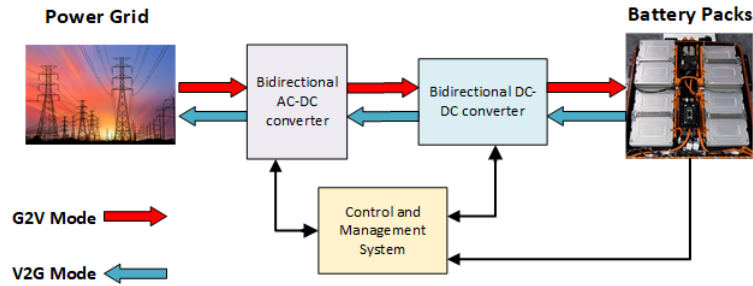 Power Grid
Battery Packs
Bidirectional
AC-DC
converter
Bidirectional DC-
DC converter
Control and
Management
System
G2V Mode
V2G Mode